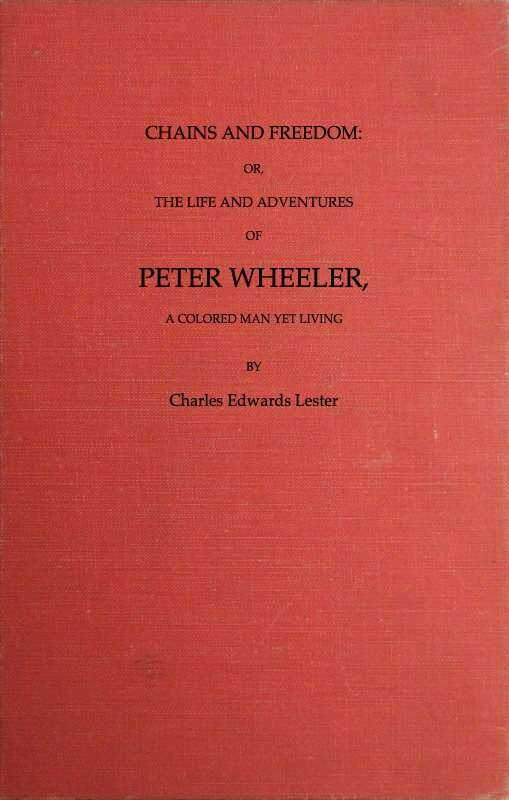 CHAINS AND FREEDOM:
OR,
THE LIFE AND ADVENTURES
OF
PETER WHEELER,
A COLORED MAN YET LIVING
BY
Charles Edwards Lester